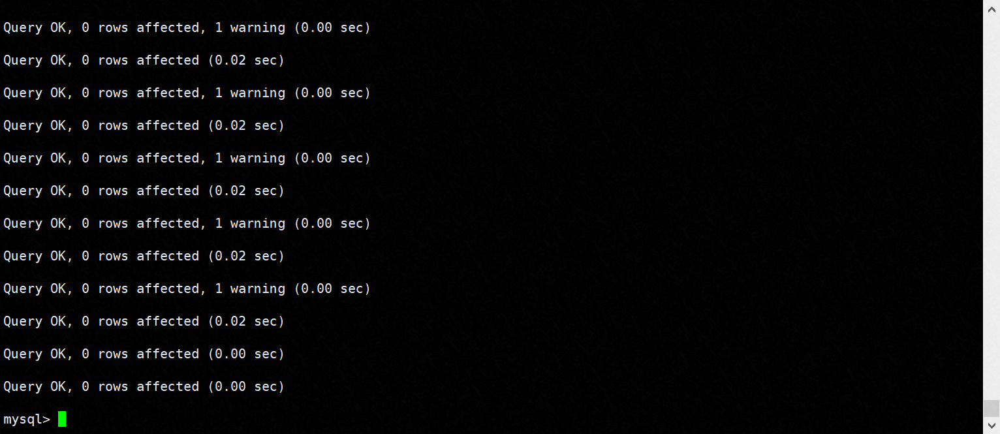 Query OK, 0 rows affected, 1 warning (0.00 sec)
Query OK, 0 rows affected (0.02 sec)
Query OK, 0 rows affected, 1 warning (0.00 sec)
Query OK, 0 rows affected (0.02 sec)
Query OK, 0 rows affected, 1 warning (0.00 sec)
Query OK, 0 rows affected (0.02 sec)
Query OK, 0 rows affected, 1 warning (0.00 sec)
Query OK, 0 rows affected (0.02 sec)
Query OK, 0 rows affected, 1 warning (0.00 sec)
Query OK, 0 rows affected (0.02 sec)
Query OK, 0 rows affected (0.00 sec)
Query OK, 0 rows affected (0.00 sec)
mysql>